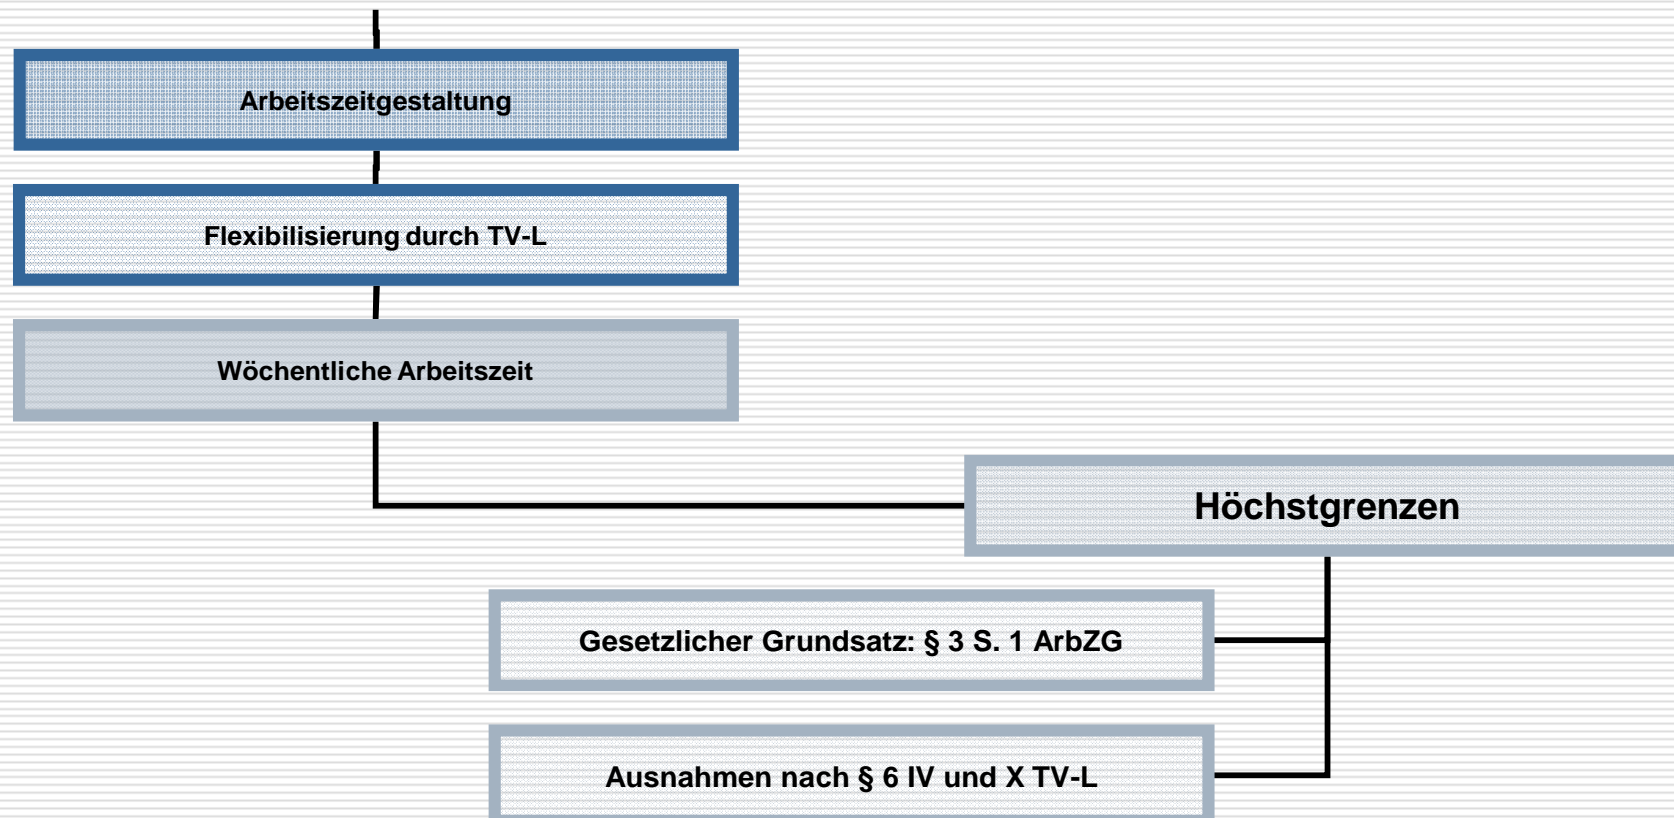 Arbeitszeitgestaltung
Flexibilisierung durch TV-L
Wöchentliche Arbeitszeit
Höchstgrenzen
Gesetzlicher Grundsatz: § 3 S. 1 ArbZG
Ausnahmen nach § 6 IV und X TV-L